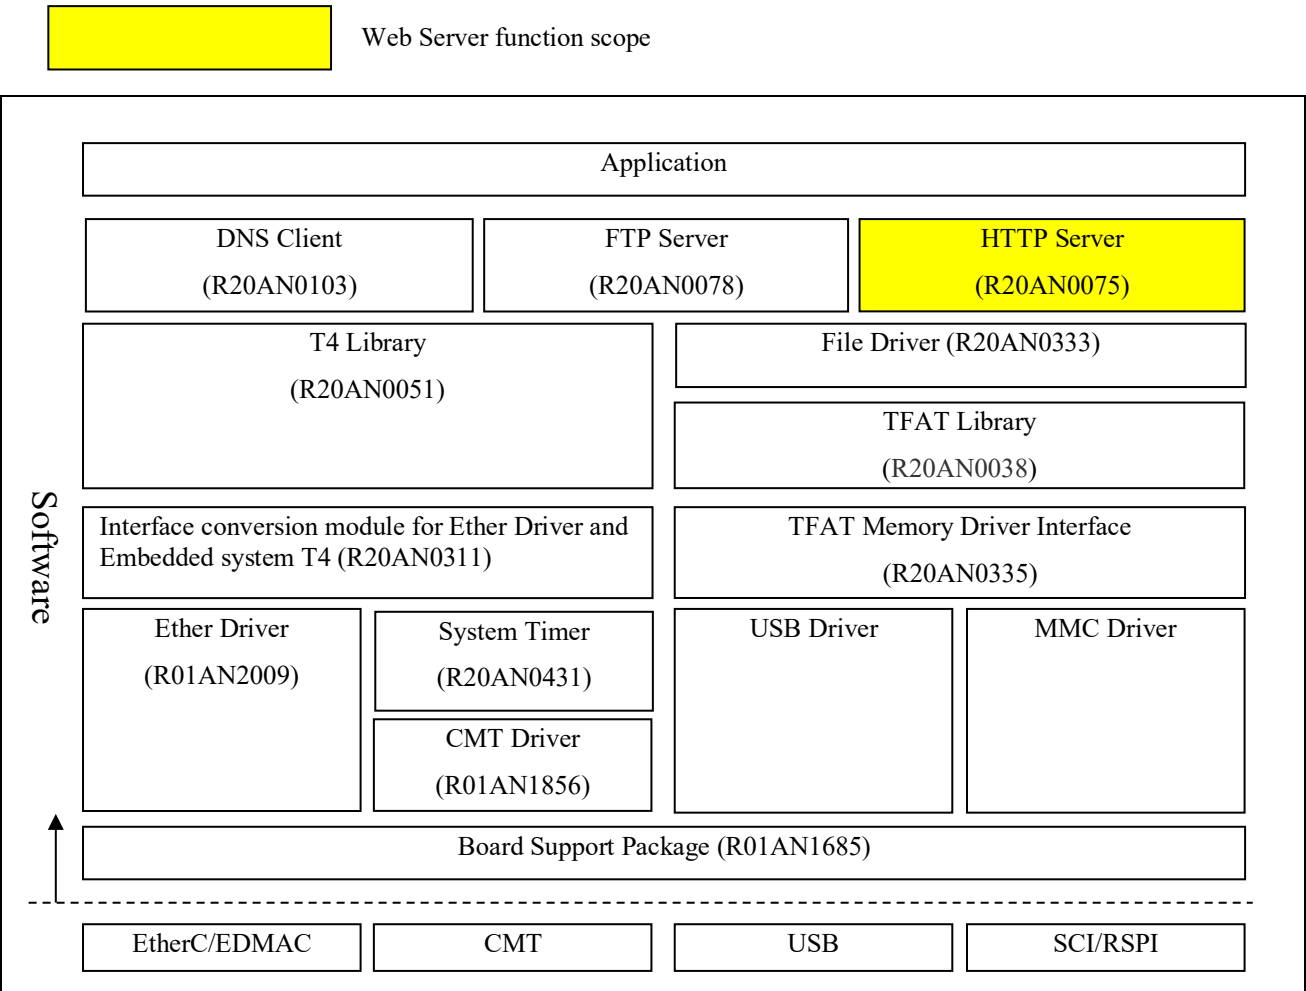 Web Server function scope
Application
DNS Client
(R20AN0103)
FTP Server
(R20AN0078)
HTTP Server
(R20AN0075)
T4 Library
(R20AN0051)
File Driver (R20AN0333)
TFAT Library
(R20AN0038)
Software
Interface conversion module for Ether Driver and
Embedded system T4 (R20AN0311)
TFAT Memory Driver Interface
(R20AN0335)
Ether Driver
(R01AN2009)
System Timer
(R20AN0431)
CMT Driver
(R01AN1856)
USB Driver
MMC Driver
Board Support Package (R01AN1685)
EtherC/EDMAC
CMT
USB
SCI/RSPI